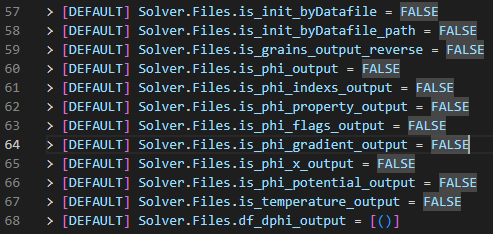 57 > [DEFAULT] Solver.Files.is_init_byDatafile = FALSE
58 > [DEFAULT] Solver.Files.is_init_byDatafile_path = FALSE
59 > [DEFAULT] Solver.Files.is_grains_output_reverse = FALSE
60 > [DEFAULT] Solver.Files.is_phi_output = FALSE
61 > [DEFAULT] Solver.Files.is_phi_indexs_output = FALSE
62 > [DEFAULT] Solver.Files.is_phi_property_output = FALSE
63 > [DEFAULT] Solver.Files.is_phi_flags_output = FALSE
64 > [DEFAULT] Solver.Files.is_phi_gradient_output = FALSE
65 > [DEFAULT] Solver.Files.is_phi_x_output = FALSE
66 > [DEFAULT] Solver.Files.is_phi_potential_output = FALSE
67 > [DEFAULT] Solver.Files.is_temperature_output = FALSE
68 > [DEFAULT] Solver.Files.df_dphi_output = [()]